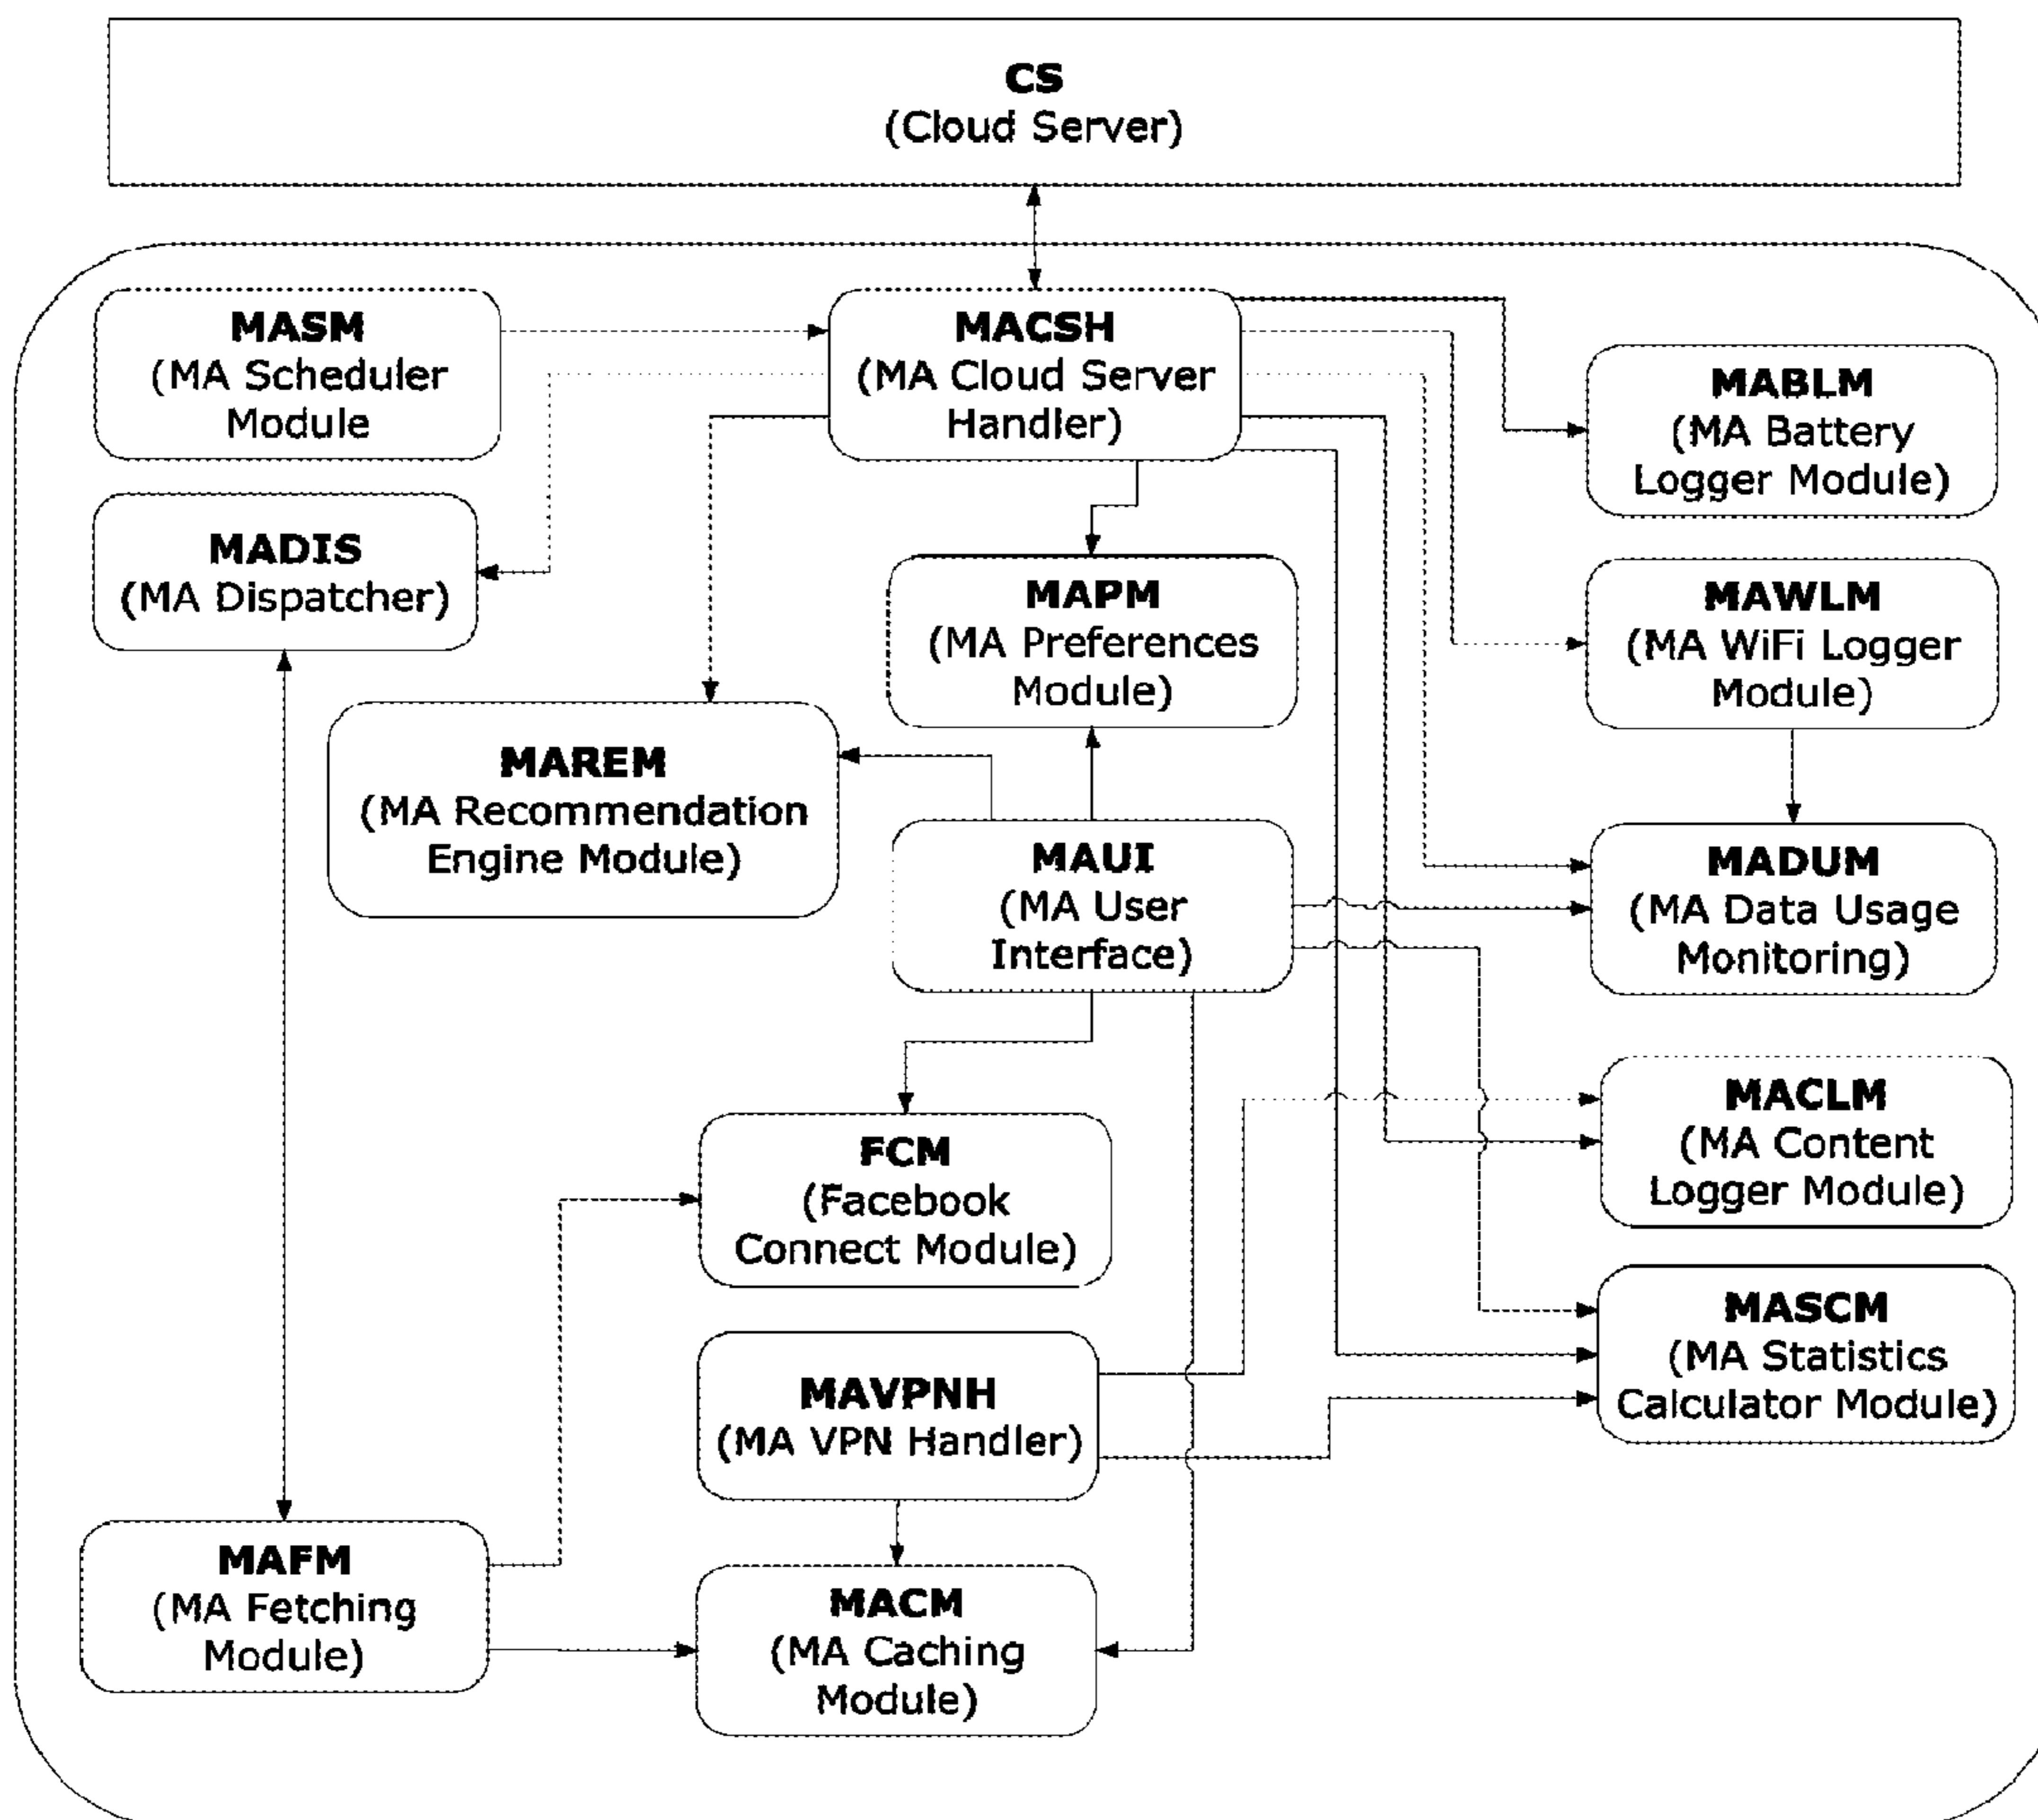 CS
(Cloud Server)
MASM
(MA Scheduler
Module
MACSH
(MA Cloud Server
Handler)
MABLM
(MA Battery
Logger Module)
MADIS
(MA Dispatcher)
MAPM
(MA Preferences
Module)
MAWLM
(MA WiFi Logger
Module)
MAREM
(MA Recommendation
Engine Module)
MAUI
(MA User
Interface)
MADUM
(MA Data Usage
Monitoring)
FCM
(Facebook
Connect Module)
MACLM
(MA Content
Logger Module)
MASCM
(MA Statistics
Calculator Module)
MAVPNH
(MA VPN Handler)
MAFM
(MA Fetching
Module)
MACM
(MA Caching
Module)